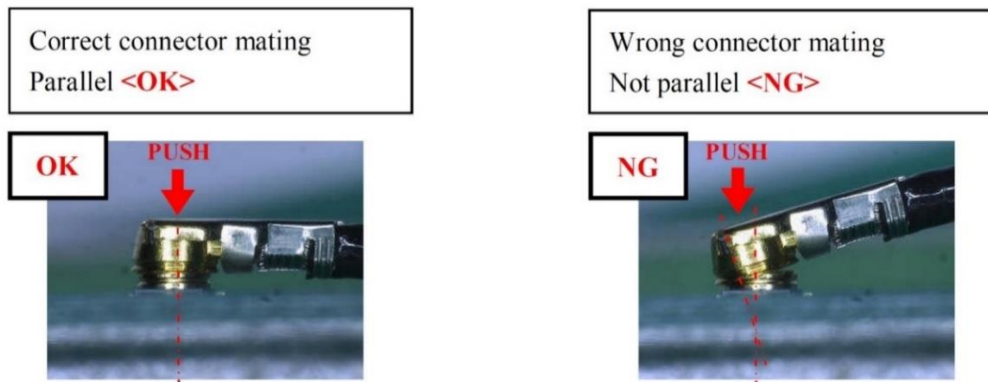 Correct connector mating
Parallel <OK>
OK
PUSH
Wrong connector mating
Not parallel <NG>
NG
PUSH